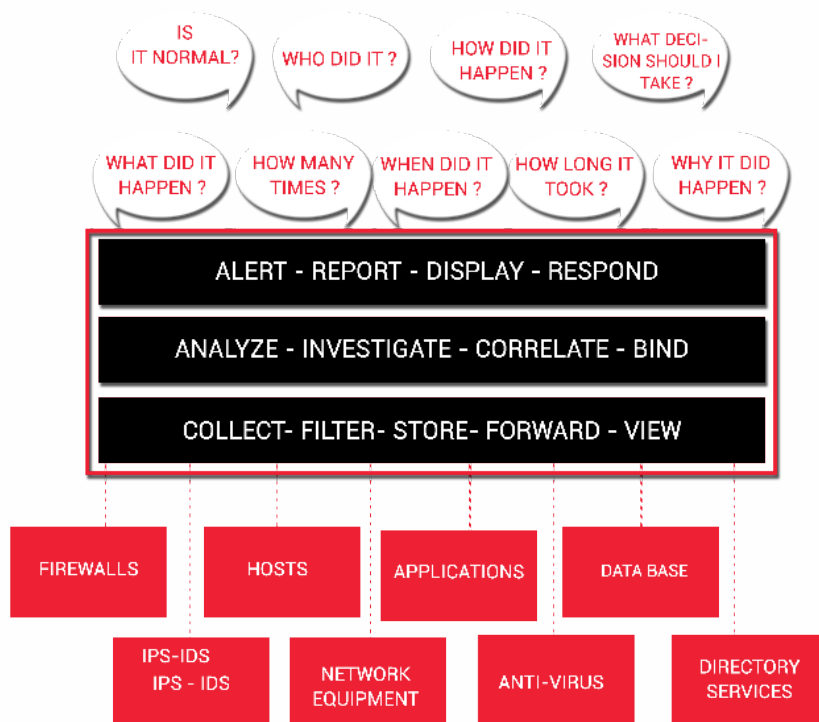 IS
IT NORMAL?
WHO DID IT ?
HOW DID IT
HAPPEN ?
WHAT DECI-
SION SHOULD I
TAKE ?
WHAT DID IT
HAPPEN ?
HOW MANY
TIMES ?
WHEN DID IT
HAPPEN ?
HOW LONG IT
TOOK ?
WHY IT DID
HAPPEN ?
ALERT - REPORT - DISPLAY - RESPOND
ANALYZE - INVESTIGATE - CORRELATE - BIND
COLLECT- FILTER- STORE- FORWARD - VIEW
FIREWALLS
HOSTS
APPLICATIONS
DATA BASE
IPS-IDS
IPS - IDS
NETWORK
EQUIPMENT
ANTI-VIRUS
DIRECTORY
SERVICES